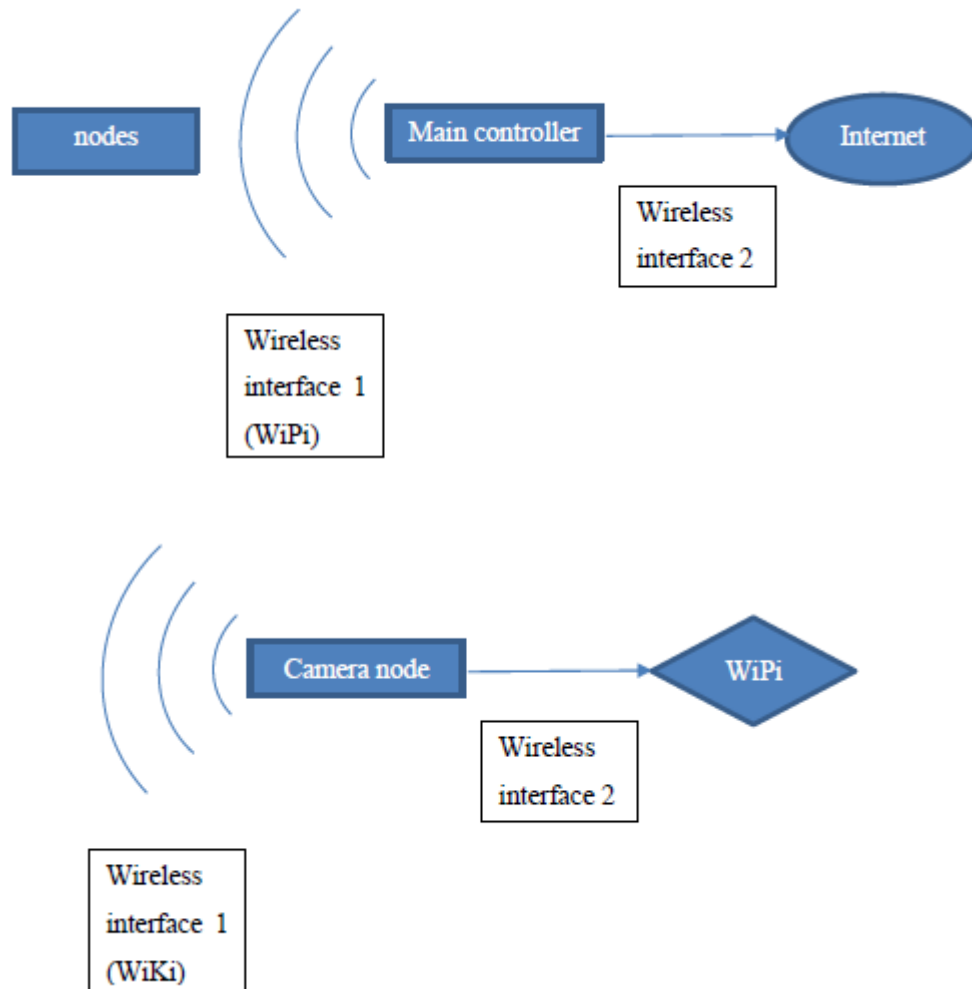 nodes
Main controller
Internet
Wireless
interface 2
Wireless
interface 1
(WiPi)
Camera node
WiPi
Wireless
interface 2
Wireless
interface 1
(WiKi)